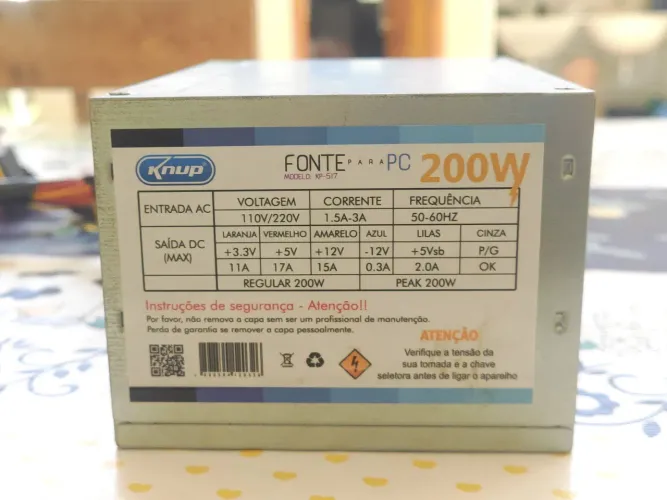 Knup®
FONTE PARA PC 200W
MODELO: XP-517
ENTRADA AC
VOLTAGEM CORRENTE FREQUÊNCIA
110V/220V 1.5A-3A 50-60HZ
SAÍDA DC (MAX)
LARANJA VERMELHO AMARELO AZUL LILAS CINZA
+3.3V +5V +12V -12V +5Vsb P/G
11A 17A 15A 0.3A 2.0A OK
REGULAR 200W PEAK 200W
Instruções de segurança - Atenção!!
Por favor, não remova a capa sem ser um profissional de manutenção.
Perda de garantia se remover a capa pessoalmente.
ATENÇÃO
Verifique a tensão da
sua tomada e a chave
seletora antes de ligar o aparelho